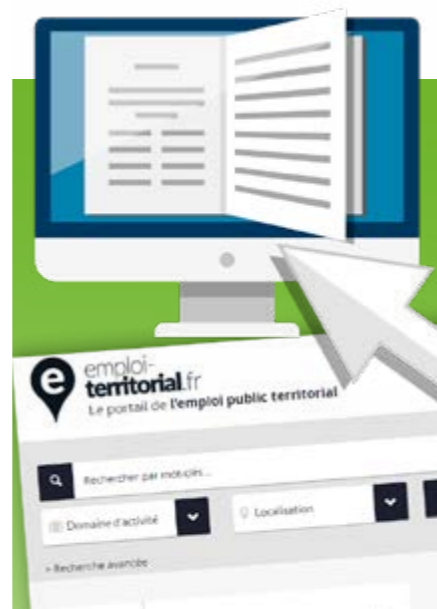 e
emploi-
territorial.fr
Le portail de l'emploi public territorial
Rechercher par mots-clés...
Domaine d'activité
Localisation
> Recherche avancée